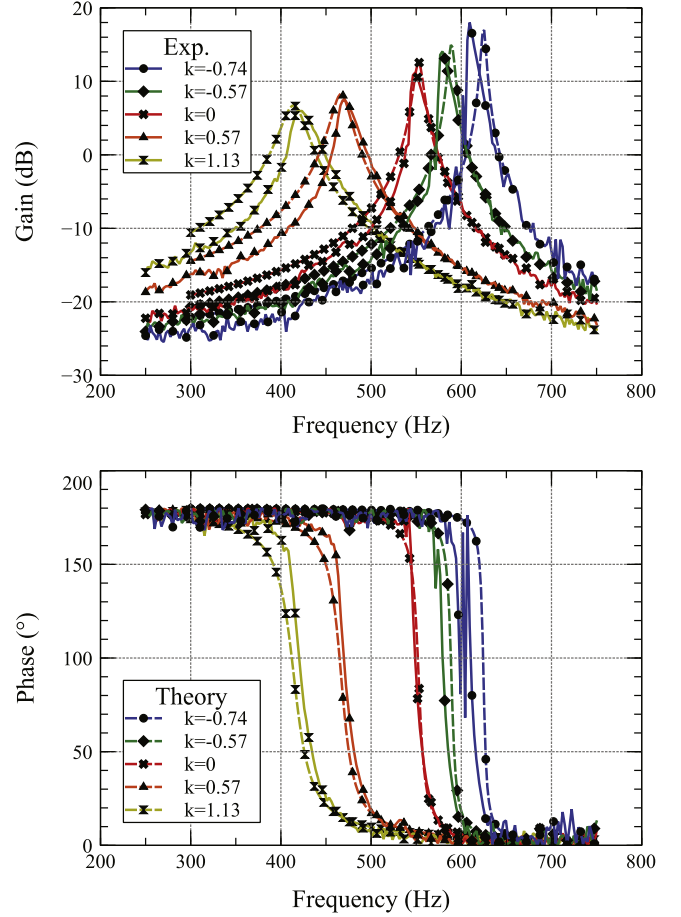 20
10
0
−10
−20
−30
Gain (dB)
Exp.
k=-0.74
k=-0.57
k=0
k=0.57
k=1.13
200 300 400 500 600 700 800
Frequency (Hz)
200
150
100
50
0
Phase (°)
Theory
k=-0.74
k=-0.57
k=0
k=0.57
k=1.13
200 300 400 500 600 700 800
Frequency (Hz)